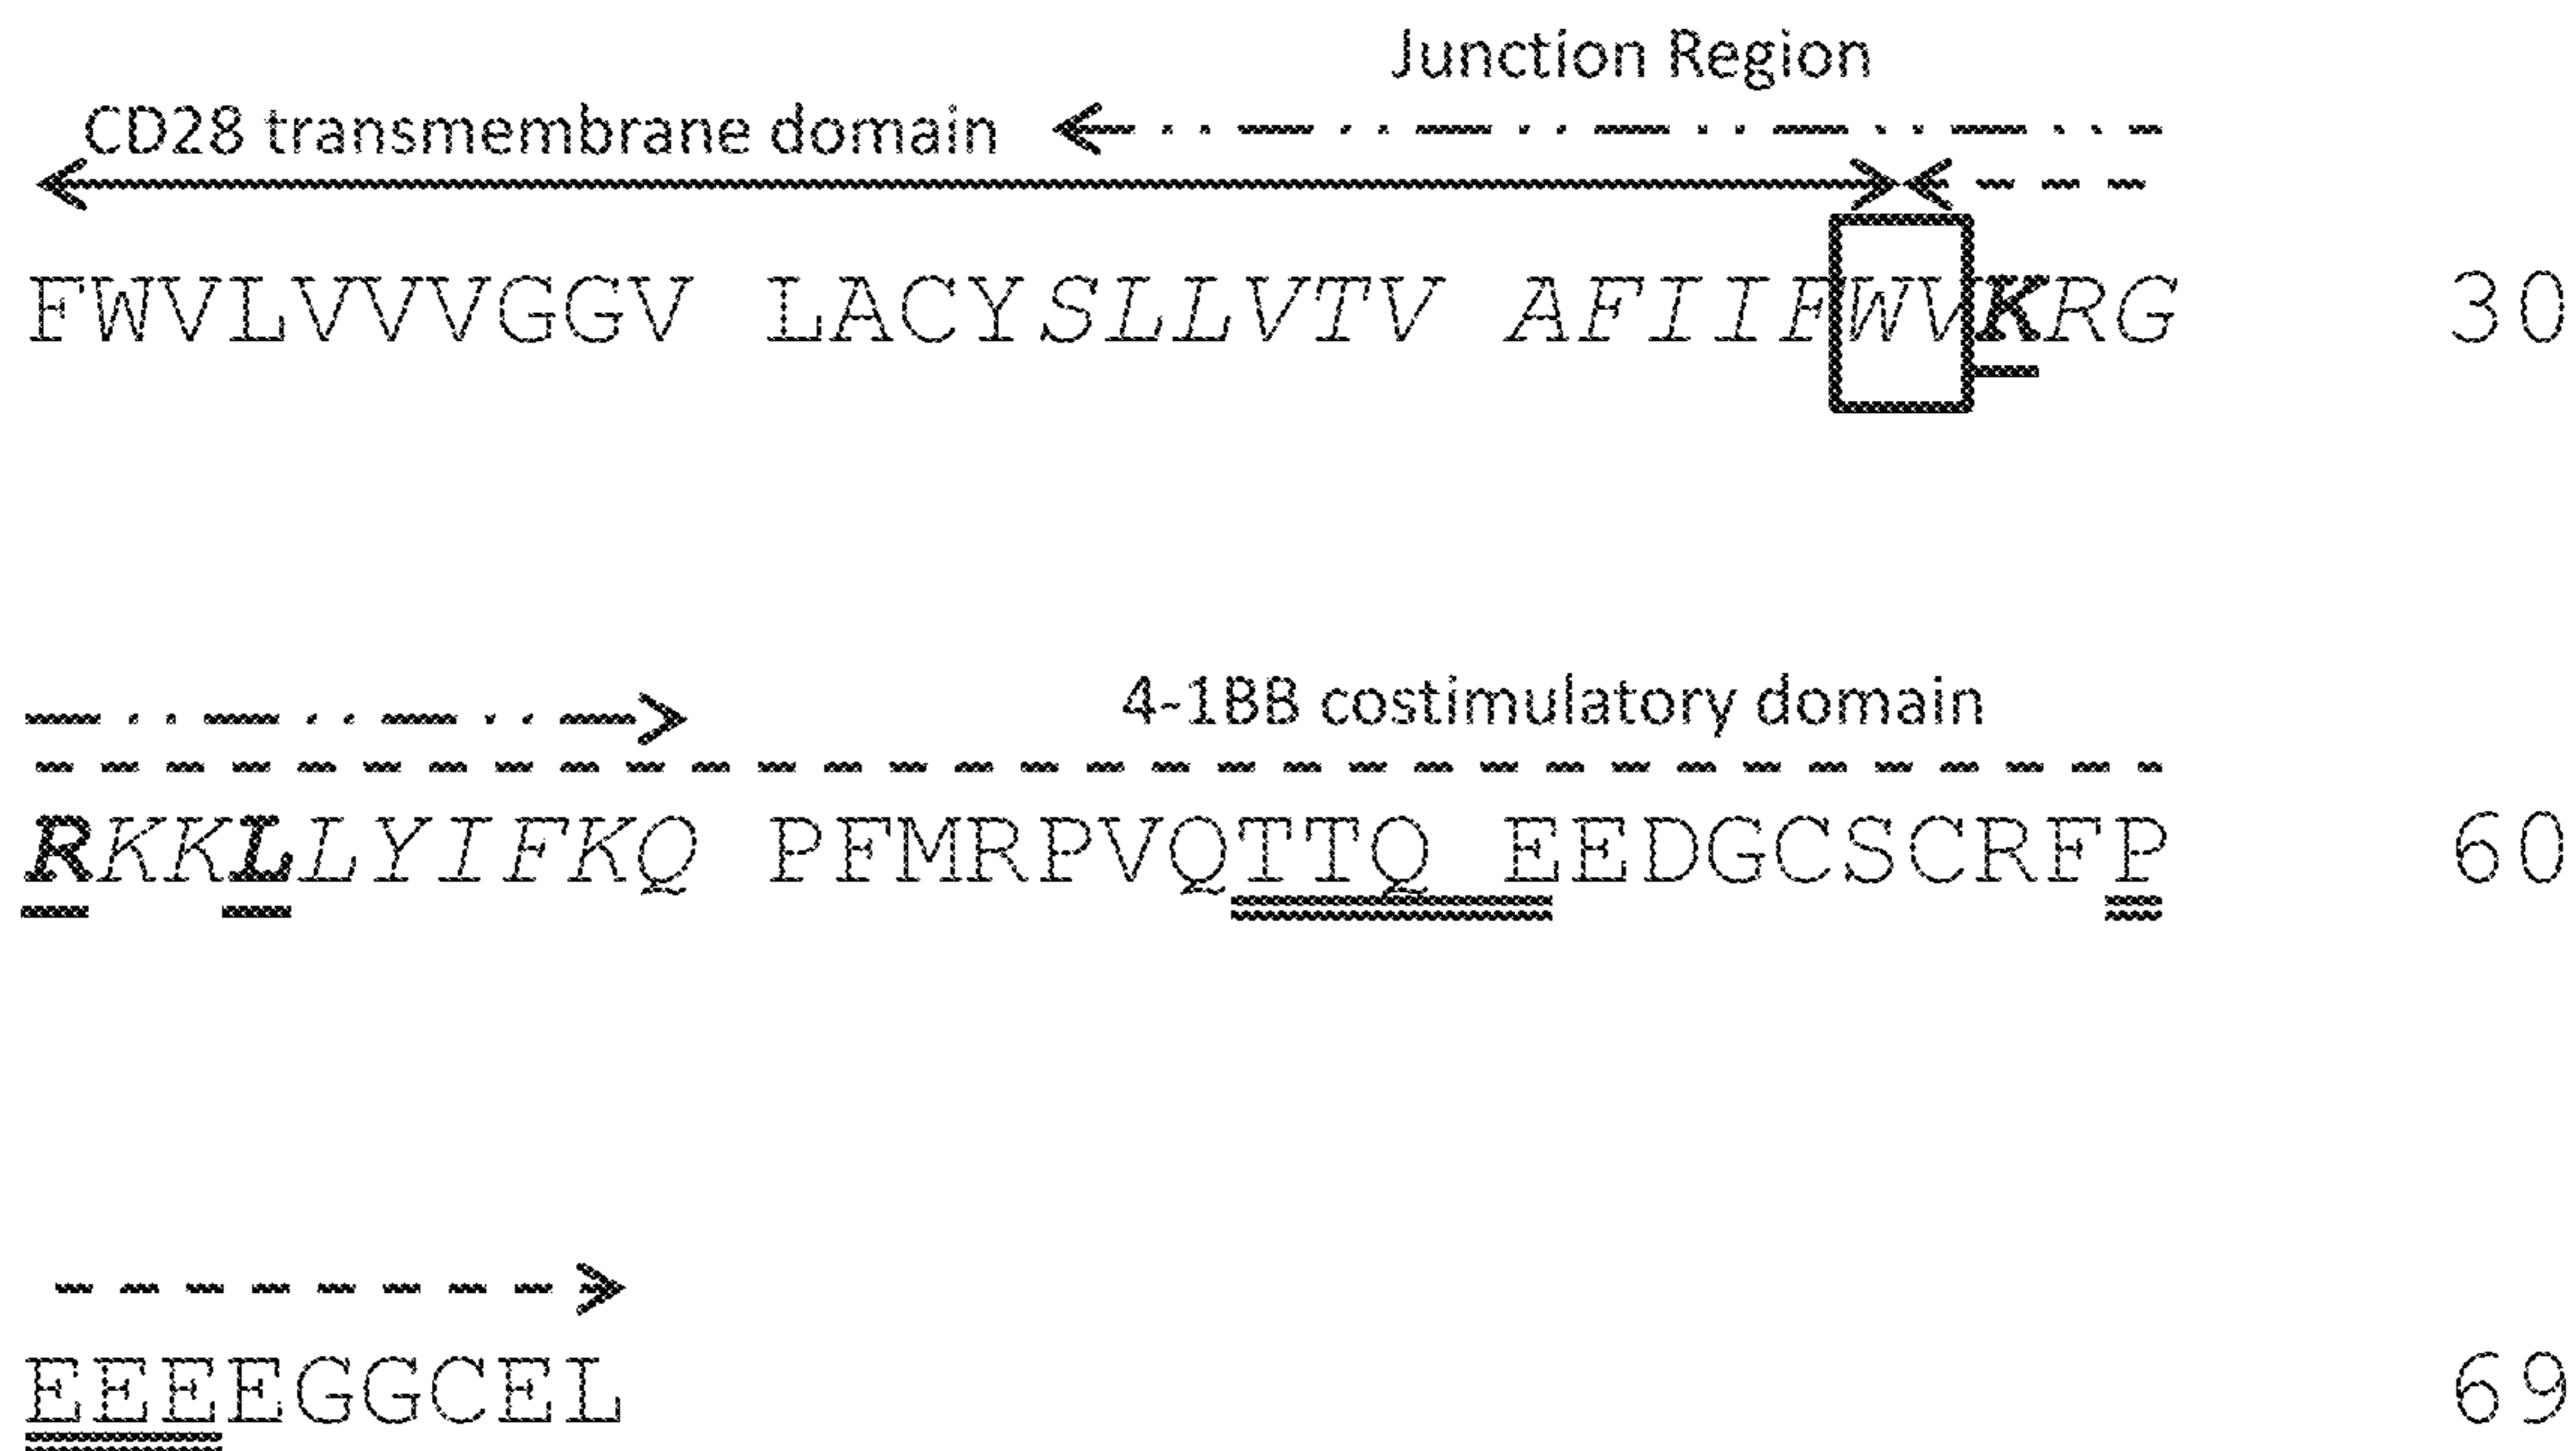 Junction Region
CD28 transmembrane domain
FWVLVVVGGV LACYSLLVTV AFIIFWVKRG 30
4-1BB costimulatory domain
RKKLLYIFKQ PFMRPVQTTQ EEDGCSCRFP 60
EEEEGGCEL 69